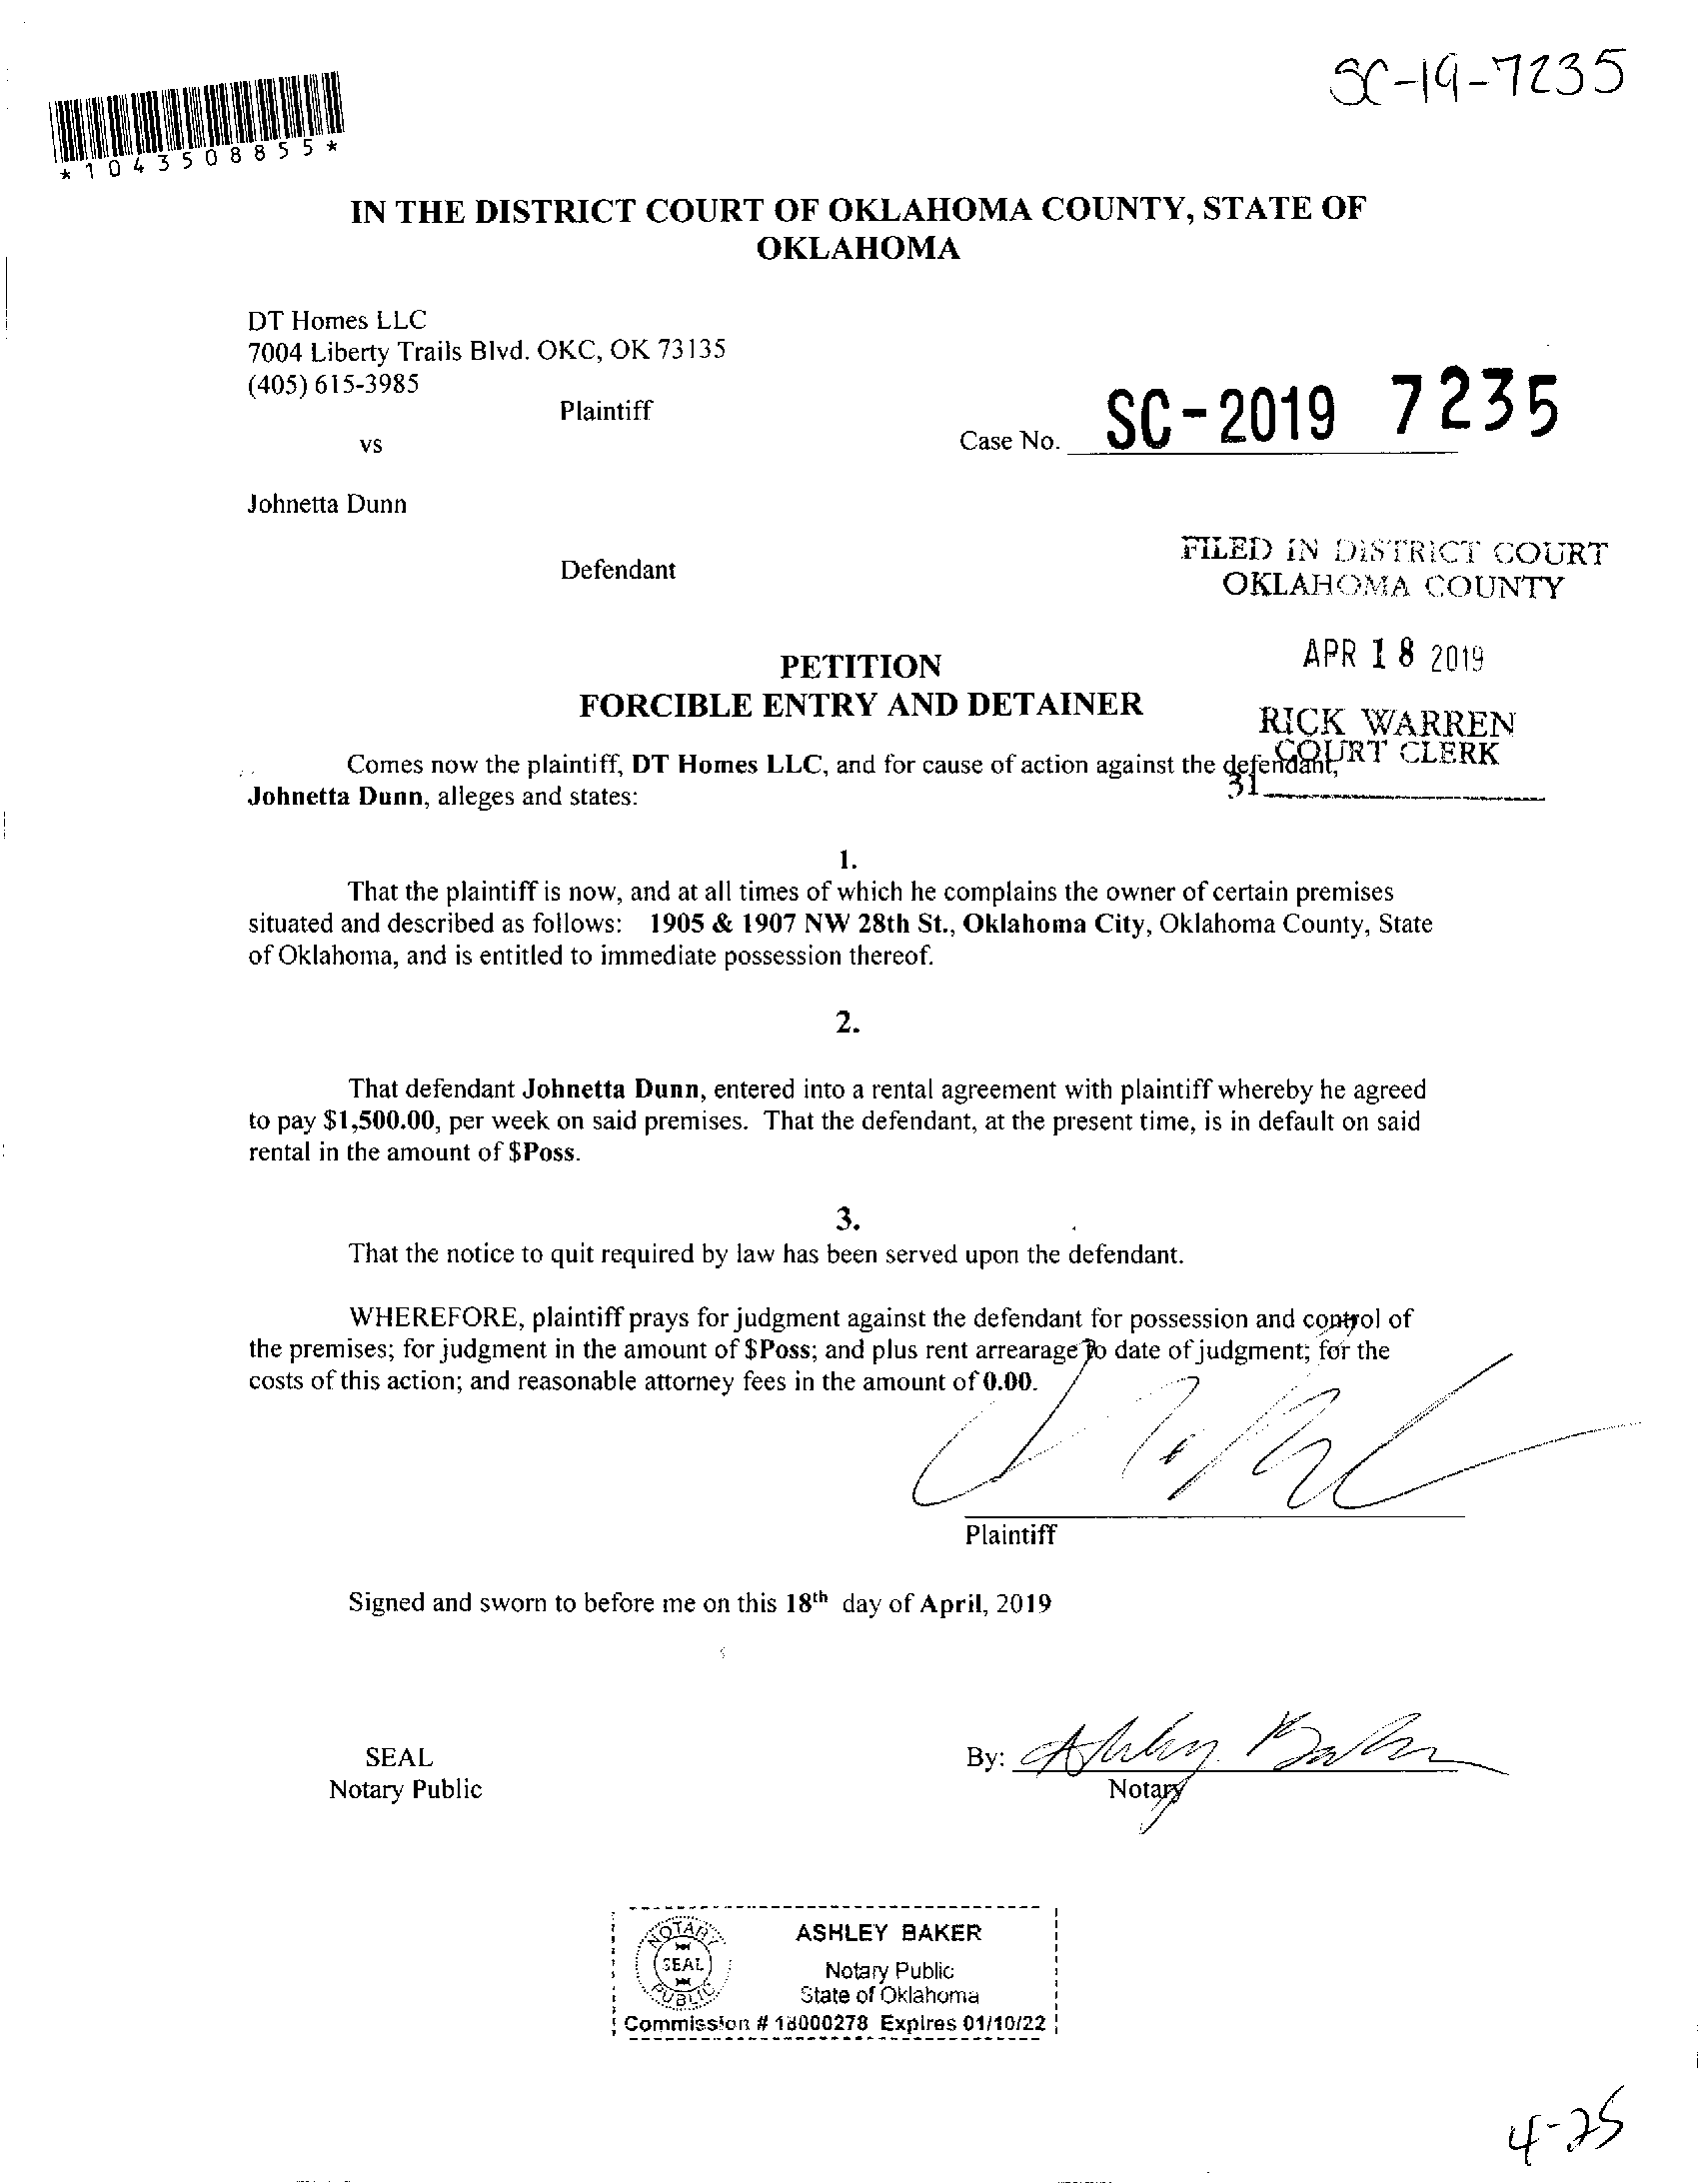 SC-19-7235
*1043508855*
IN THE DISTRICT COURT OF OKLAHOMA COUNTY, STATE OF
OKLAHOMA
DT Homes LLC
7004 Liberty Trails Blvd. OKC, OK 73135
(405) 615-3985
Plaintiff
vs
Case No. SC-2019 7235
Johnetta Dunn
Defendant
FILED IN DISTRICT COURT
OKLAHOMA COUNTY
APR 18 2019
RICK WARREN
COURT CLERK
31
PETITION
FORCIBLE ENTRY AND DETAINER
Comes now the plaintiff, DT Homes LLC, and for cause of action against the defendant,
Johnetta Dunn, alleges and states:
1.
That the plaintiff is now, and at all times of which he complains the owner of certain premises
situated and described as follows: 1905 & 1907 NW 28th St., Oklahoma City, Oklahoma County, State
of Oklahoma, and is entitled to immediate possession thereof.
2.
That defendant Johnetta Dunn, entered into a rental agreement with plaintiff whereby he agreed
to pay $1,500.00, per week on said premises. That the defendant, at the present time, is in default on said
rental in the amount of $Poss.
3.
That the notice to quit required by law has been served upon the defendant.
WHEREFORE, plaintiff prays for judgment against the defendant for possession and control of
the premises; for judgment in the amount of $Poss; and plus rent arrearage to date of judgment; for the
costs of this action; and reasonable attorney fees in the amount of 0.00.
Plaintiff
Signed and sworn to before me on this 18th day of April, 2019
SEAL
Notary Public
By: Ashley Baker
Notary
NOTARY
SEAL
PUBLIC
ASHLEY BAKER
Notary Public
State of Oklahoma
Commission # 18000278 Expires 01/10/22
4-25